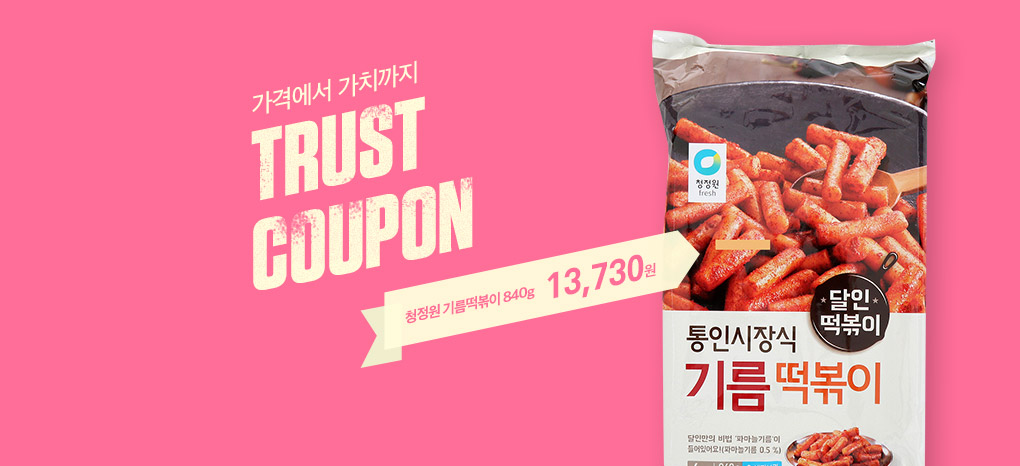 가격에서 가치까지
TRUST
COUPON
청정원 기름떡볶이 840g 13,730원
청정원
fresh
달인
떡볶이
통인시장식
기름 떡볶이
달인만의 비법 '파마늘기름'이
들어있어요!(파마늘기름 0.5 %)